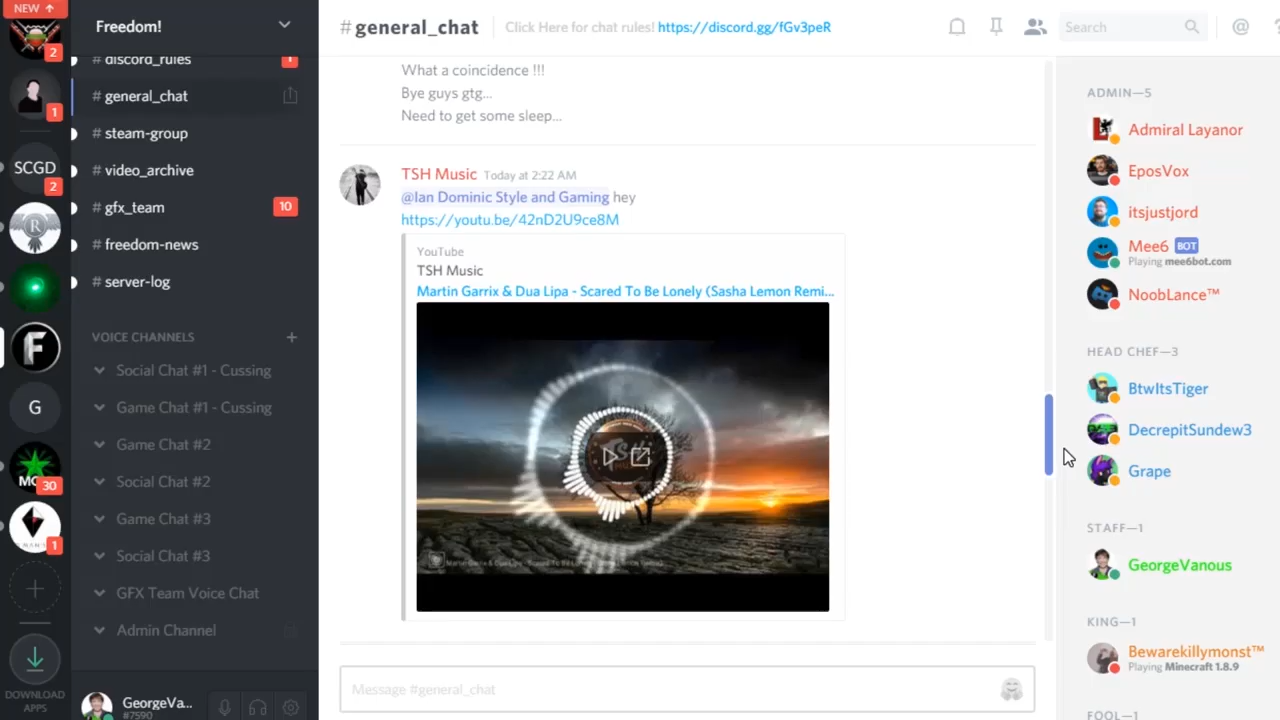 NEW ↑
2
1
SCGD
2
R
F
G
MC
30
1
DOWNLOAD
APPS
Freedom!
# discord_rules
1
# general_chat
# steam-group
# video_archive
# gfx_team
10
# freedom-news
# server-log
VOICE CHANNELS +
Social Chat #1 - Cussing
Game Chat #1 - Cussing
Game Chat #2
Social Chat #2
Game Chat #3
Social Chat #3
GFX Team Voice Chat
Admin Channel
GeorgeVa...
#7590
#general_chat
Click Here for chat rules! https://discord.gg/fGv3peR
Search
@
?
What a coincidence !!!
Bye guys gtg...
Need to get some sleep...
TSH Music Today at 2:22 AM
@Ian Dominic Style and Gaming hey
https://youtu.be/42nD2U9ce8M
YouTube
TSH Music
Martin Garrix & Dua Lipa - Scared To Be Lonely (Sasha Lemon Remi...
Message #general_chat
ADMIN—5
Admiral Layanor
EposVox
itsjustjord
Mee6 BOT
Playing mee6bot.com
NoobLance™
HEAD CHEF—3
BtwItsTiger
DecrepitSundew3
Grape
STAFF—1
GeorgeVanous
KING—1
Bewarekillymonst™
Playing Minecraft 1.8.9
FOOL—1